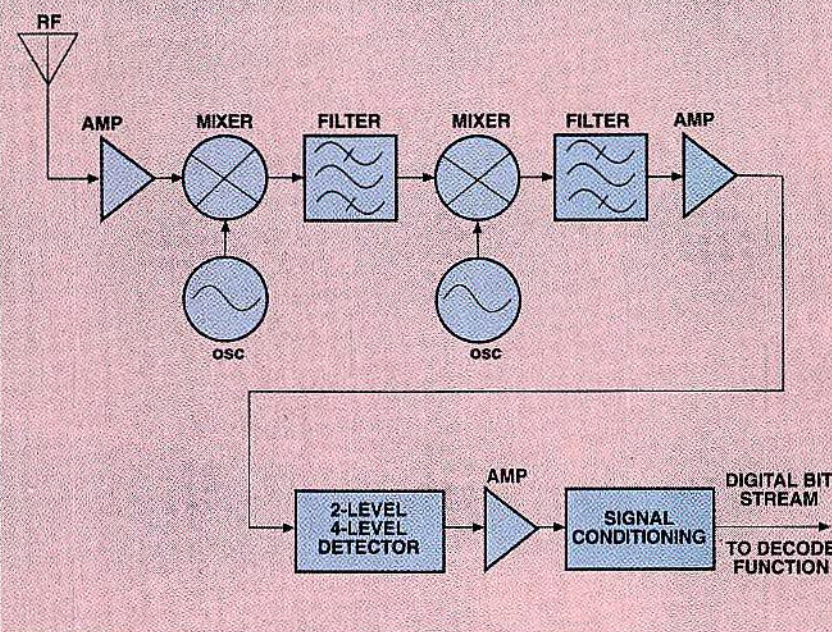 RF
AMP
MIXER
FILTER
MIXER
FILTER
AMP
OSC
OSC
2-LEVEL
4-LEVEL
DETECTOR
AMP
SIGNAL
CONDITIONING
DIGITAL BIT
STREAM
TO DECODE
FUNCTION